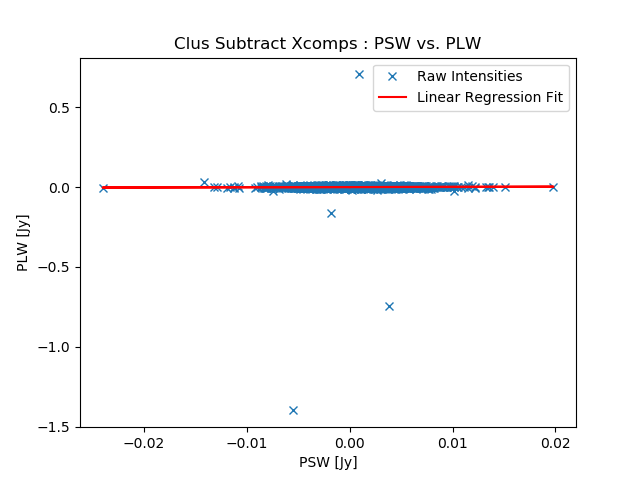 Clus Subtract Xcomps : PSW vs. PLW
Raw Intensities
Linear Regression Fit
0.5
0.0
−0.5
−1.0
−1.5
PLW [Jy]
−0.02
−0.01
0.00
0.01
0.02
PSW [Jy]